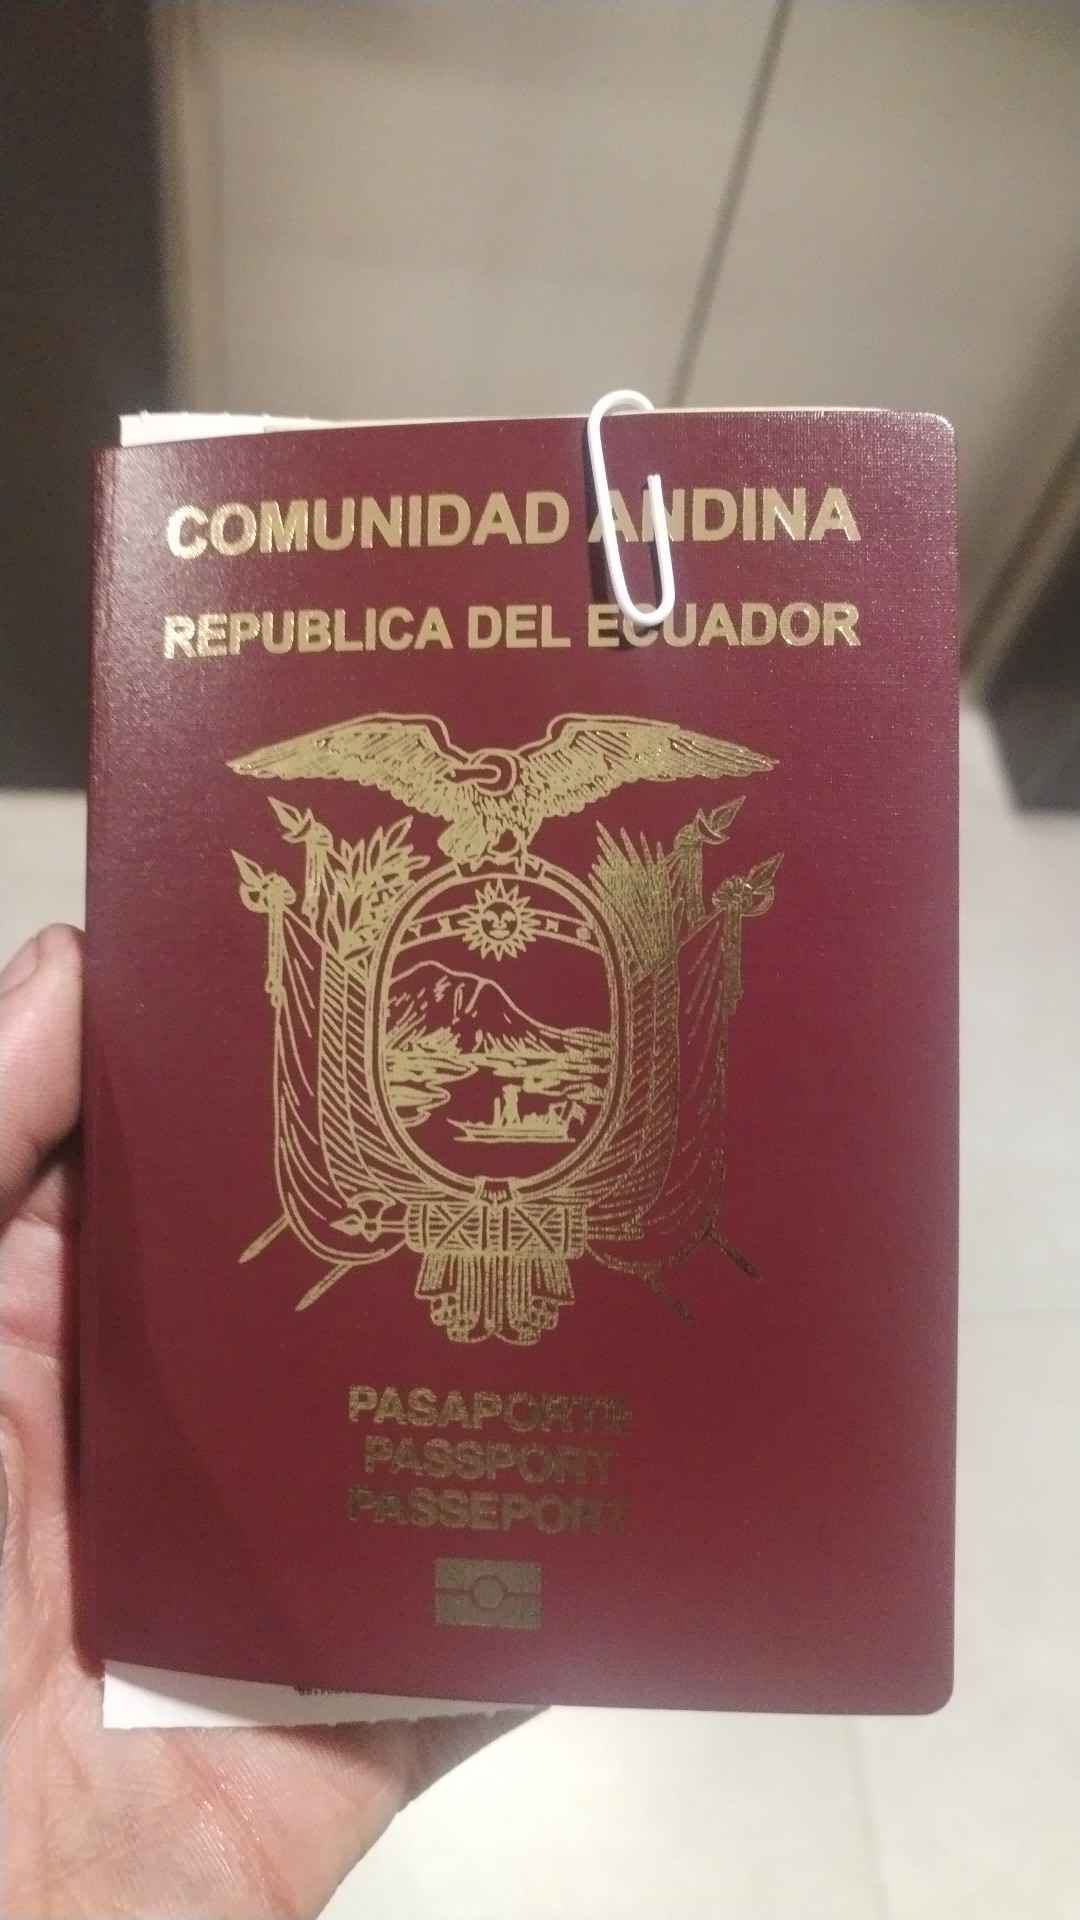 COMUNIDAD ANDINA
REPUBLICA DEL ECUADOR
PASAPORTE
PASSPORT
PASSEPORT